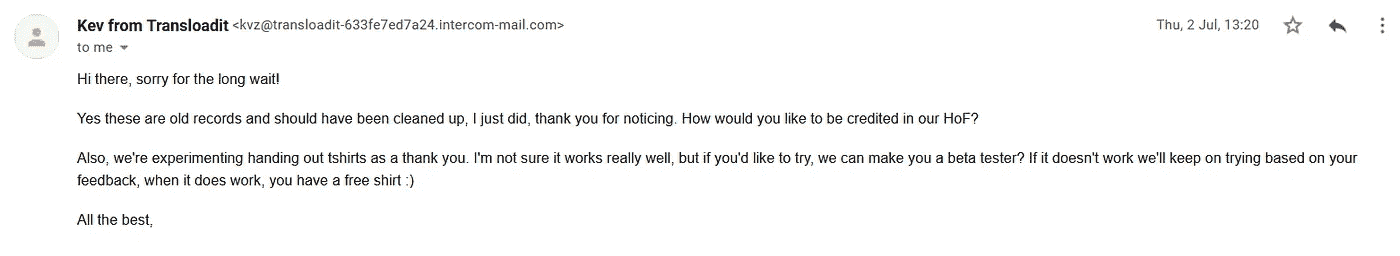 Kev from Transloadit <kvz@transloadit-633fe7ed7a24.intercom-mail.com>
Thu, 2 Jul, 13:20
to me
Hi there, sorry for the long wait!
Yes these are old records and should have been cleaned up, I just did, thank you for noticing. How would you like to be credited in our HoF?
Also, we're experimenting handing out tshirts as a thank you. I'm not sure it works really well, but if you'd like to try, we can make you a beta tester? If it doesn't work we'll keep on trying based on your
feedback, when it does work, you have a free shirt :)
All the best,